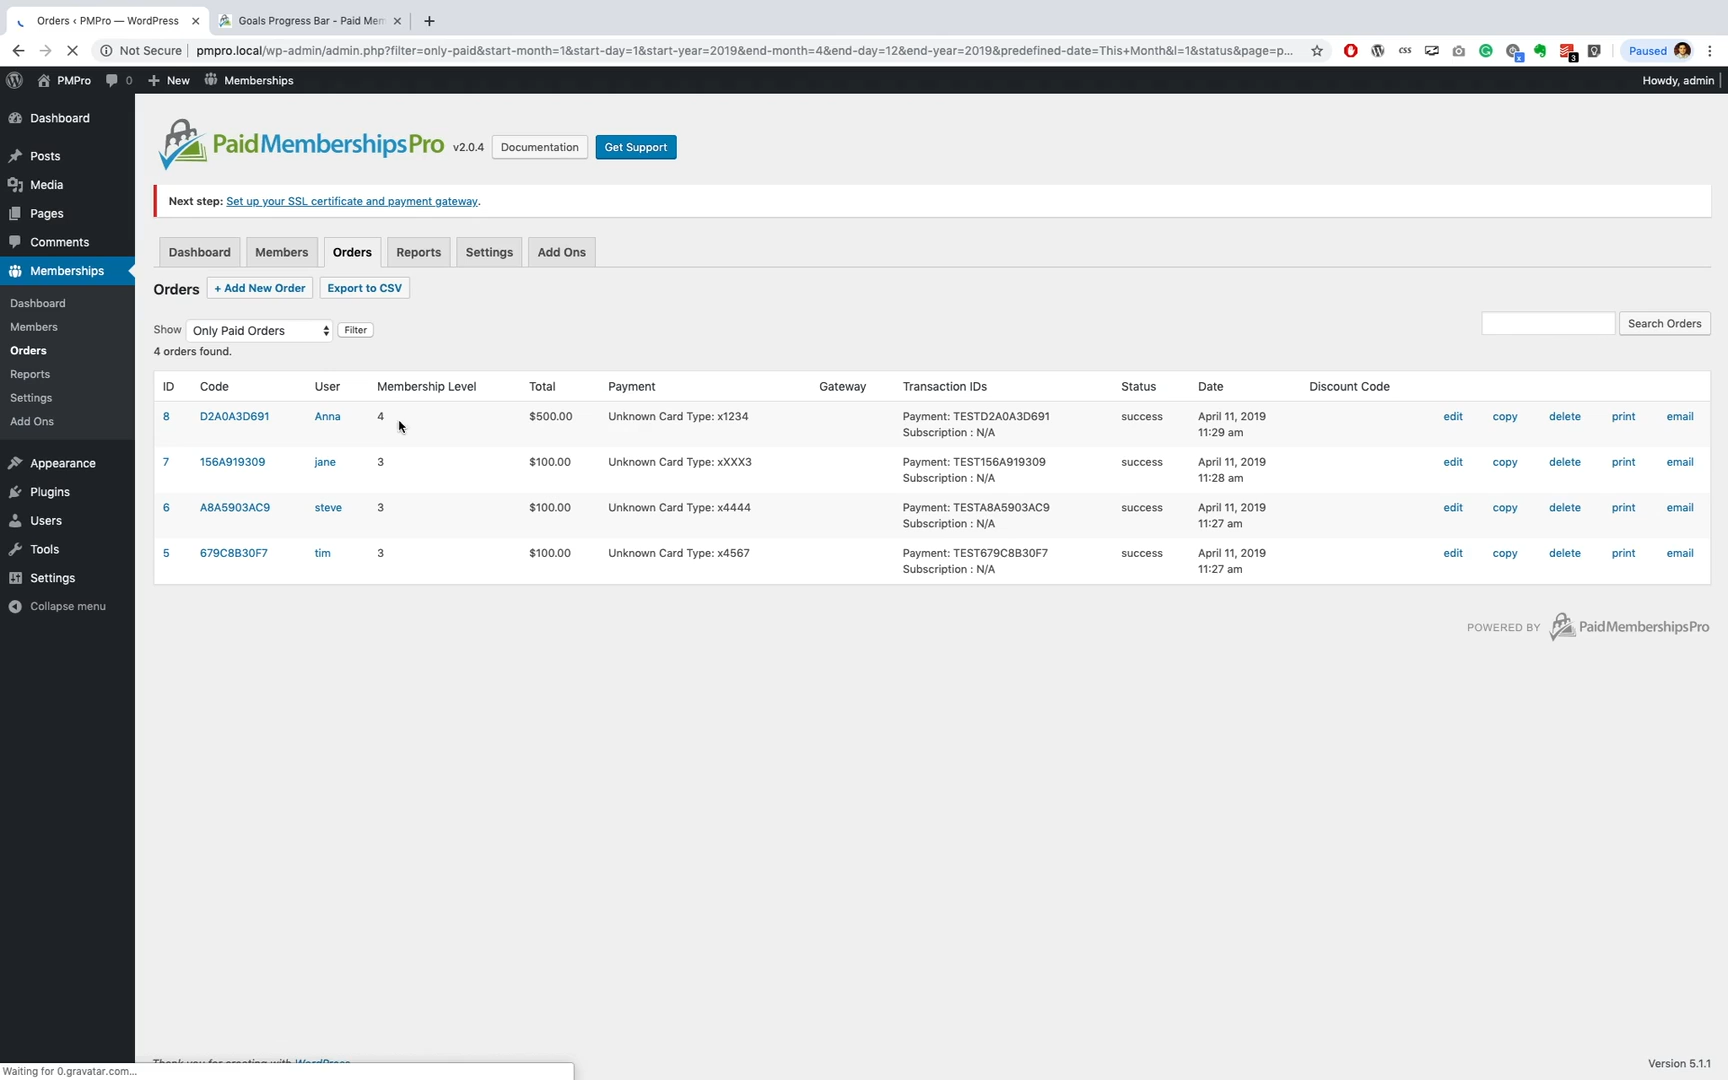 Orders ‹ PMPro — WordPress
Goals Progress Bar - Paid Mem
Not Secure
pmpro.local/wp-admin/admin.php?filter=only-paid&start-month=1&start-day=1&start-year=2019&end-month=4&end-day=12&end-year=2019&predefined-date=This+Month&l=1&status&page=p...
css
3
Paused
PMPro
0
New
Memberships
Howdy, admin
Dashboard
Posts
Media
Pages
Comments
Memberships
Dashboard
Members
Orders
Reports
Settings
Add Ons
Appearance
Plugins
Users
Tools
Settings
Collapse menu
PaidMembershipsPro
v2.0.4
Documentation
Get Support
Next step: Set up your SSL certificate and payment gateway.
Dashboard
Members
Orders
Reports
Settings
Add Ons
Orders
+ Add New Order
Export to CSV
Show Only Paid Orders Filter
Search Orders
4 orders found.
ID Code User Membership Level Total Payment Gateway Transaction IDs Status Date Discount Code
8 D2A0A3D691 Anna 4 $500.00 Unknown Card Type: x1234 Payment: TESTD2A0A3D691 success April 11, 2019 edit copy delete print email
Subscription : N/A 11:29 am
7 156A919309 jane 3 $100.00 Unknown Card Type: xXXX3 Payment: TEST156A919309 success April 11, 2019 edit copy delete print email
Subscription : N/A 11:28 am
6 A8A5903AC9 steve 3 $100.00 Unknown Card Type: x4444 Payment: TESTA8A5903AC9 success April 11, 2019 edit copy delete print email
Subscription : N/A 11:27 am
5 679C8B30F7 tim 3 $100.00 Unknown Card Type: x4567 Payment: TEST679C8B30F7 success April 11, 2019 edit copy delete print email
Subscription : N/A 11:27 am
POWERED BY PaidMembershipsPro
Thank you for creating with WordPress
Version 5.1.1
Waiting for 0.gravatar.com...